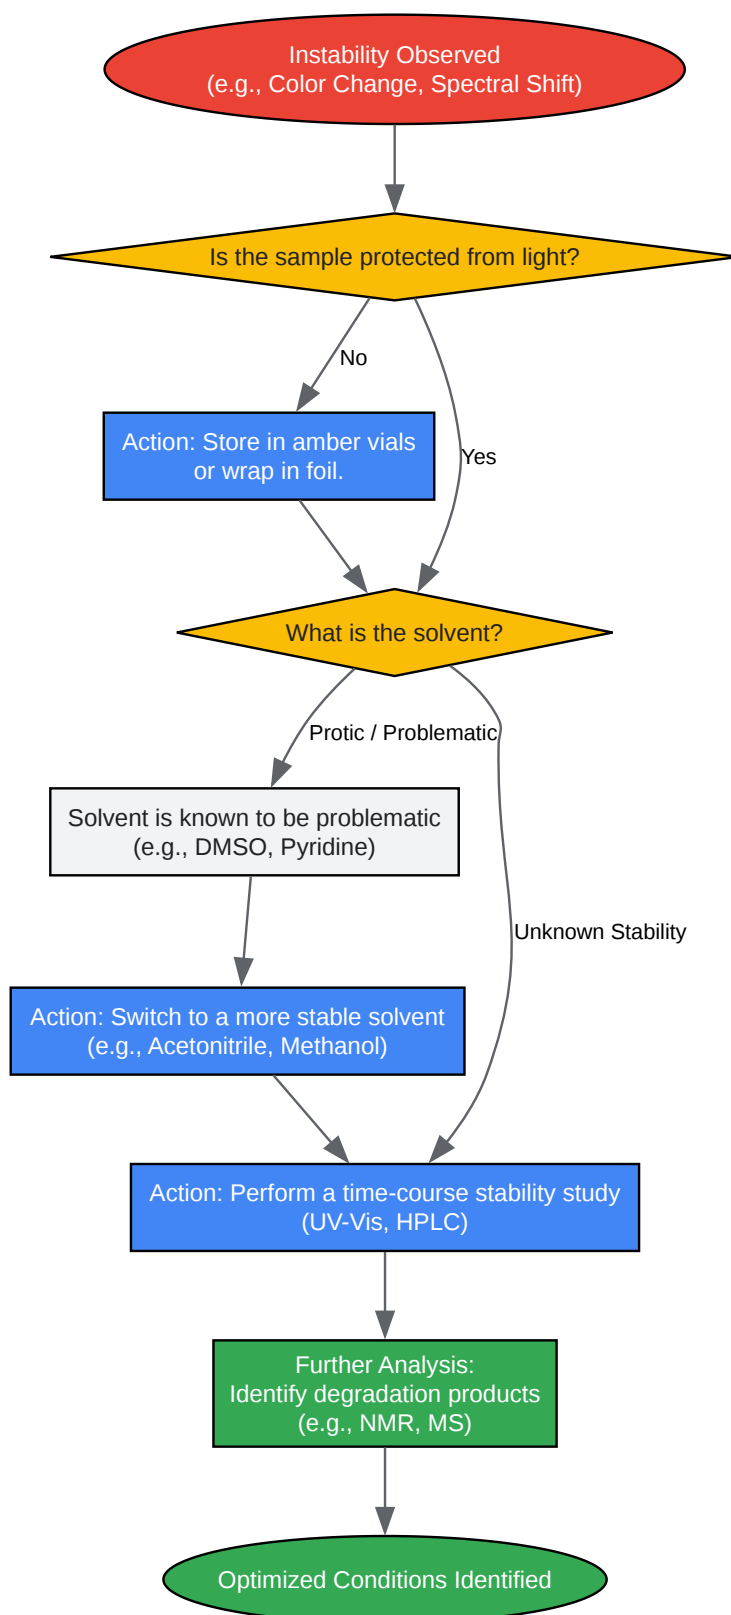 Instability Observed
(e.g., Color Change, Spectral Shift)
Is the sample protected from light?
No
Action: Store in amber vials
or wrap in foil.
Yes
What is the solvent?
Protic / Problematic
Solvent is known to be problematic
(e.g., DMSO, Pyridine)
Unknown Stability
Action: Switch to a more stable solvent
(e.g., Acetonitrile, Methanol)
Action: Perform a time-course stability study
(UV-Vis, HPLC)
Further Analysis:
Identify degradation products
(e.g., NMR, MS)
Optimized Conditions Identified